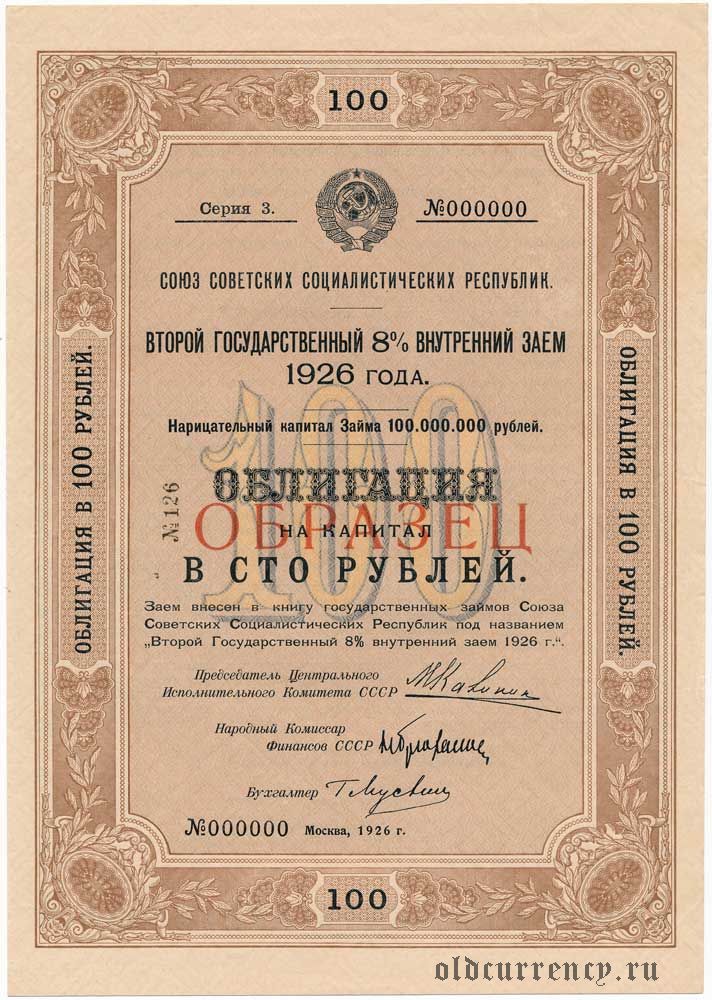 100
Серия 3.
№000000
СОЮЗ СОВЕТСКИХ СОЦИАЛИСТИЧЕСКИХ РЕСПУБЛИК.
ВТОРОЙ ГОСУДАРСТВЕННЫЙ 8% ВНУТРЕННИЙ ЗАЕМ
1926 ГОДА.
Нарицательный капитал Займа 100.000.000 рублей.
100
ОБЛИГАЦИЯ
ОБРАЗЕЦ
НА КАПИТАЛ
В СТО РУБЛЕЙ.
№126
Заем внесен в книгу государственных займов Союза
Советских Социалистических Республик под названием
„Второй Государственный 8% внутренний заем 1926 г.“.
Председатель Центрального
Исполнительного Комитета СССР
МКалинин
Народный Комиссар
Финансов СССР
Бухгалтер
№000000
Москва, 1926 г.
ОБЛИГАЦИЯ В 100 РУБЛЕЙ.
ОБЛИГАЦИЯ В 100 РУБЛЕЙ.
100
oldcurrency.ru